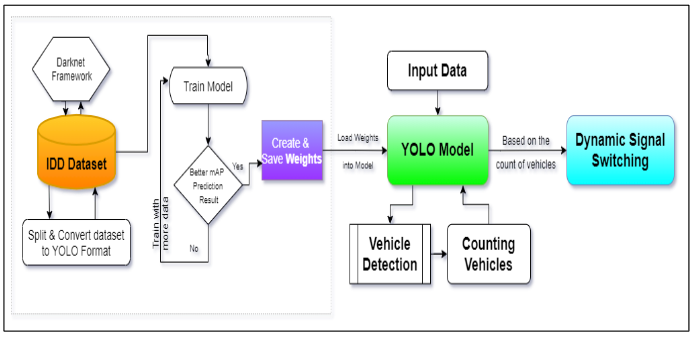 Darknet
Framework
IDD Dataset
Split & Convert dataset
to YOLO Format
Train Model
Better mAP
Prediction
Result
Yes
No
Train with
more data
Create &
Save Weights
Load Weights
into Model
Input Data
YOLO Model
Vehicle
Detection
Counting
Vehicles
Based on the
count of vehicles
Dynamic Signal
Switching